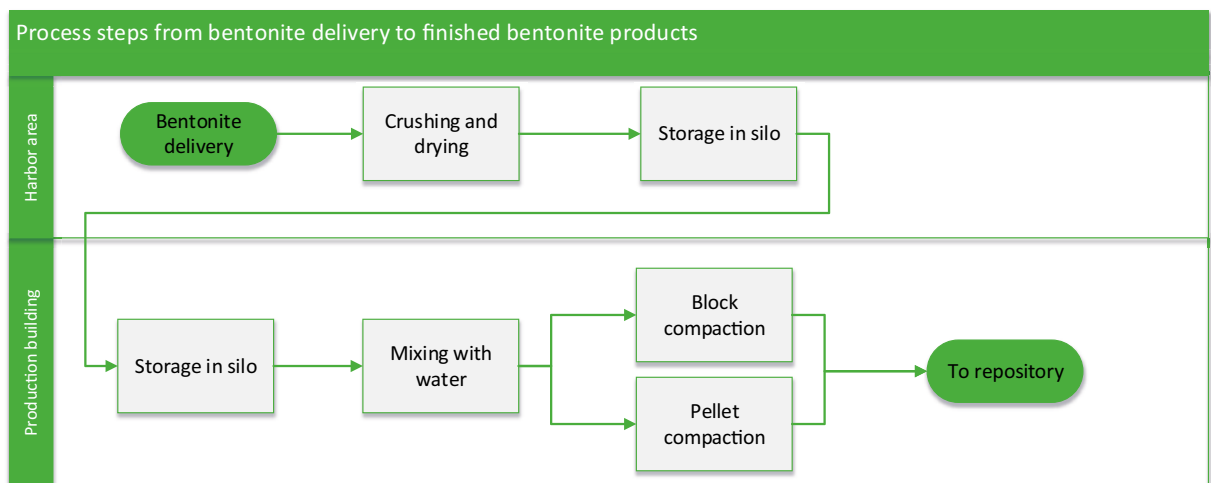 Process steps from bentonite delivery to finished bentonite products
Harbor area
Bentonite
delivery
Crushing and
drying
Storage in silo
Production building
Storage in silo
Mixing with
water
Block
compaction
Pellet
compaction
To repository